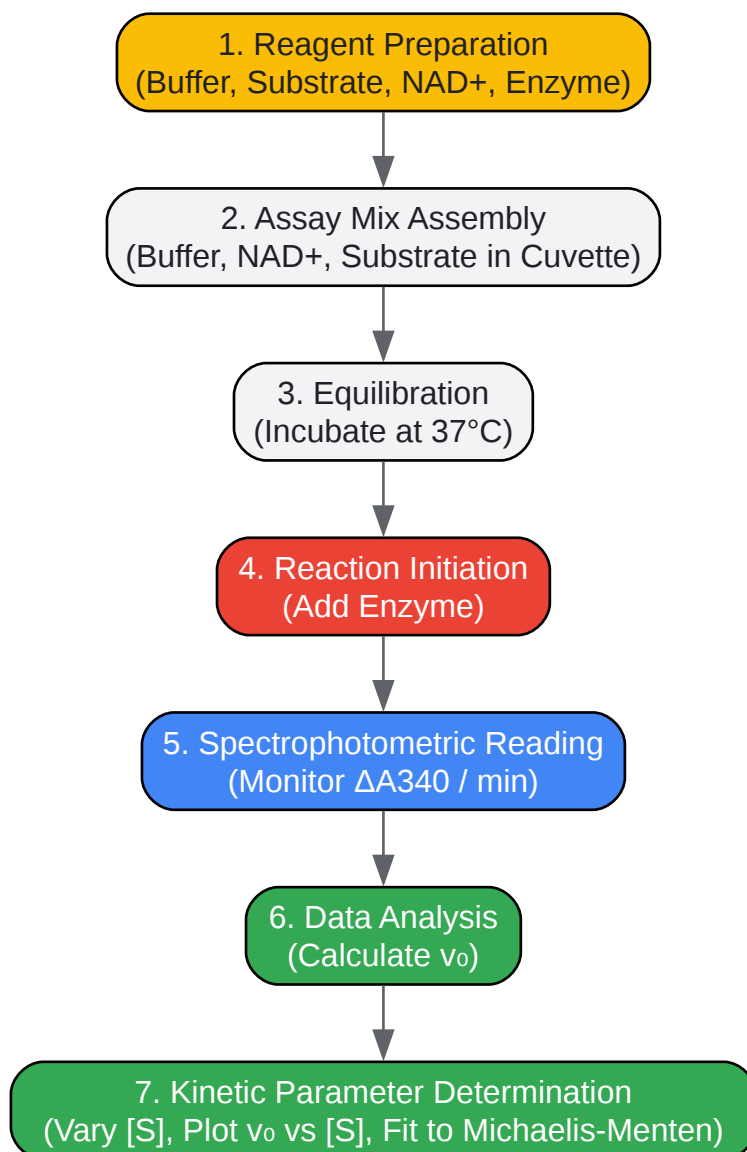 1. Reagent Preparation
(Buffer, Substrate, NAD+, Enzyme)
2. Assay Mix Assembly
(Buffer, NAD+, Substrate in Cuvette)
3. Equilibration
(Incubate at 37°C)
4. Reaction Initiation
(Add Enzyme)
5. Spectrophotometric Reading
(Monitor ΔA340 / min)
6. Data Analysis
(Calculate v₀)
7. Kinetic Parameter Determination
(Vary [S], Plot v₀ vs [S], Fit to Michaelis-Menten)